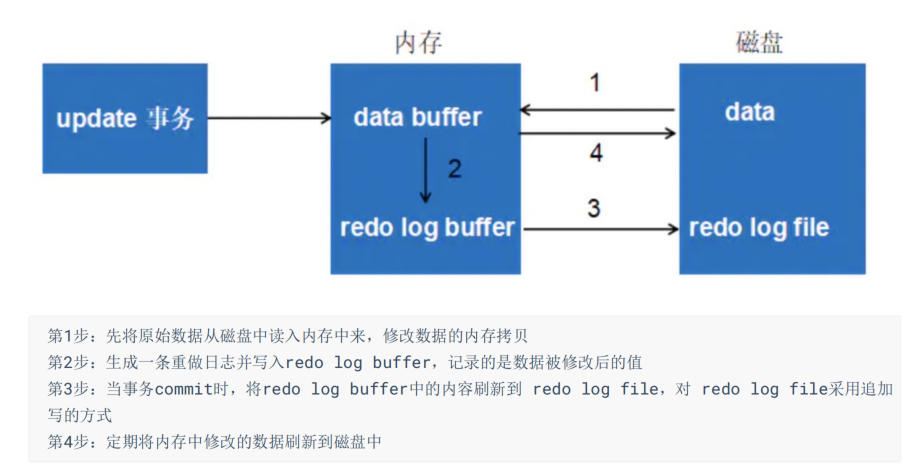 内存
磁盘
update 事务
data buffer
1
data
4
2
redo log buffer
3
redo log file
第1步：先将原始数据从磁盘中读入内存中来，修改数据的内存拷贝
第2步：生成一条重做日志并写入redo log buffer，记录的是数据被修改后的值
第3步：当事务commit时，将redo log buffer中的内容刷新到 redo log file，对 redo log file采用追加
写的方式
第4步：定期将内存中修改的数据刷新到磁盘中